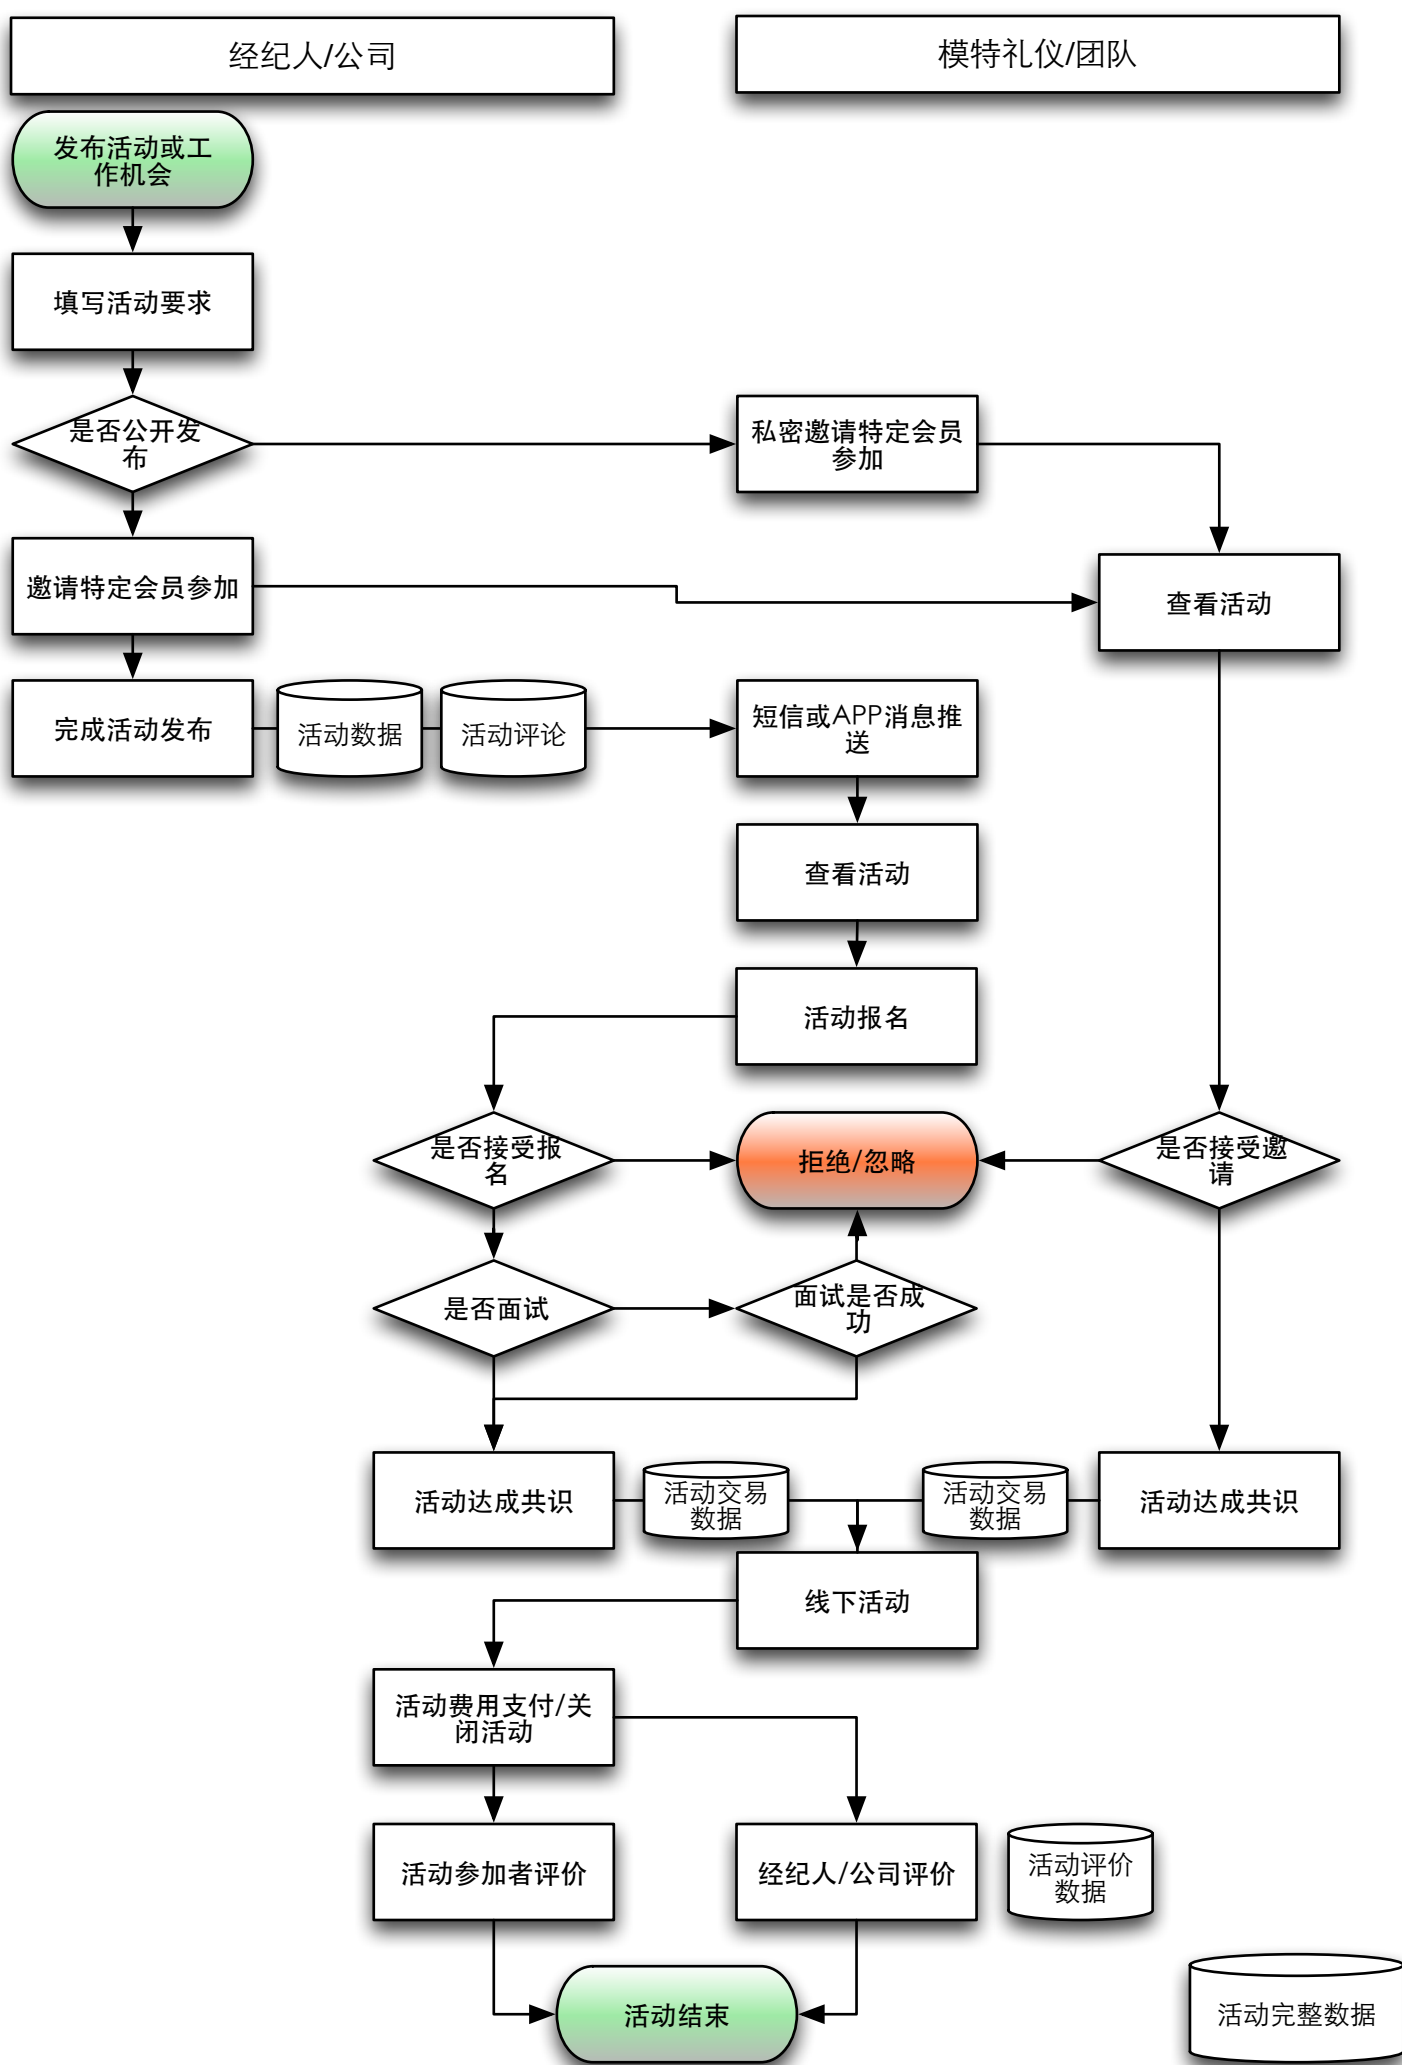 经纪人/公司
模特礼仪/团队
发布活动或工
作机会
填写活动要求
是否公开发
布
私密邀请特定会员
参加
邀请特定会员参加
查看活动
完成活动发布
活动数据
活动评论
短信或APP消息推
送
查看活动
活动报名
是否接受报
名
拒绝/忽略
是否接受邀
请
是否面试
面试是否成
功
活动达成共识
活动交易
数据
活动交易
数据
活动达成共识
线下活动
活动费用支付/关
闭活动
活动参加者评价
经纪人/公司评价
活动评价
数据
活动结束
活动完整数据